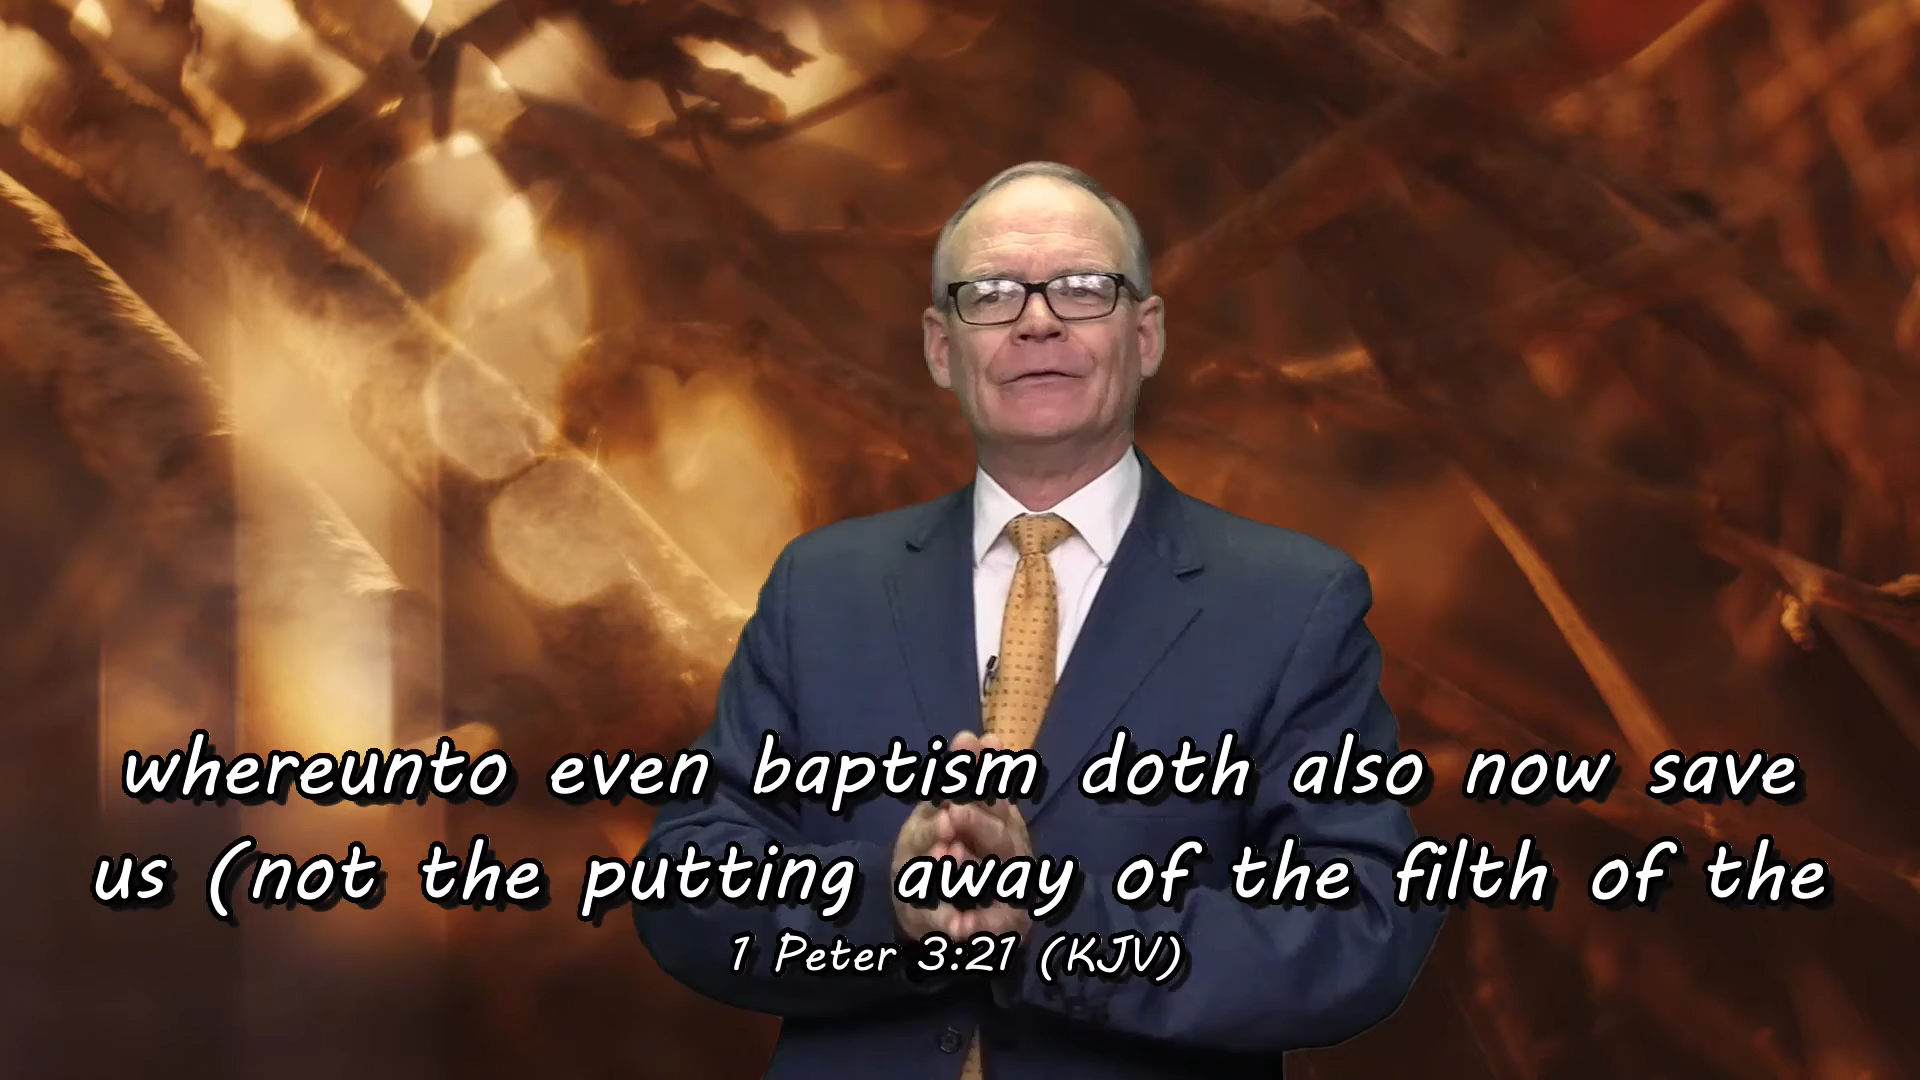 whereunto even baptism doth also now save
us (not the putting away of the filth of the
1 Peter 3:21 (KJV)